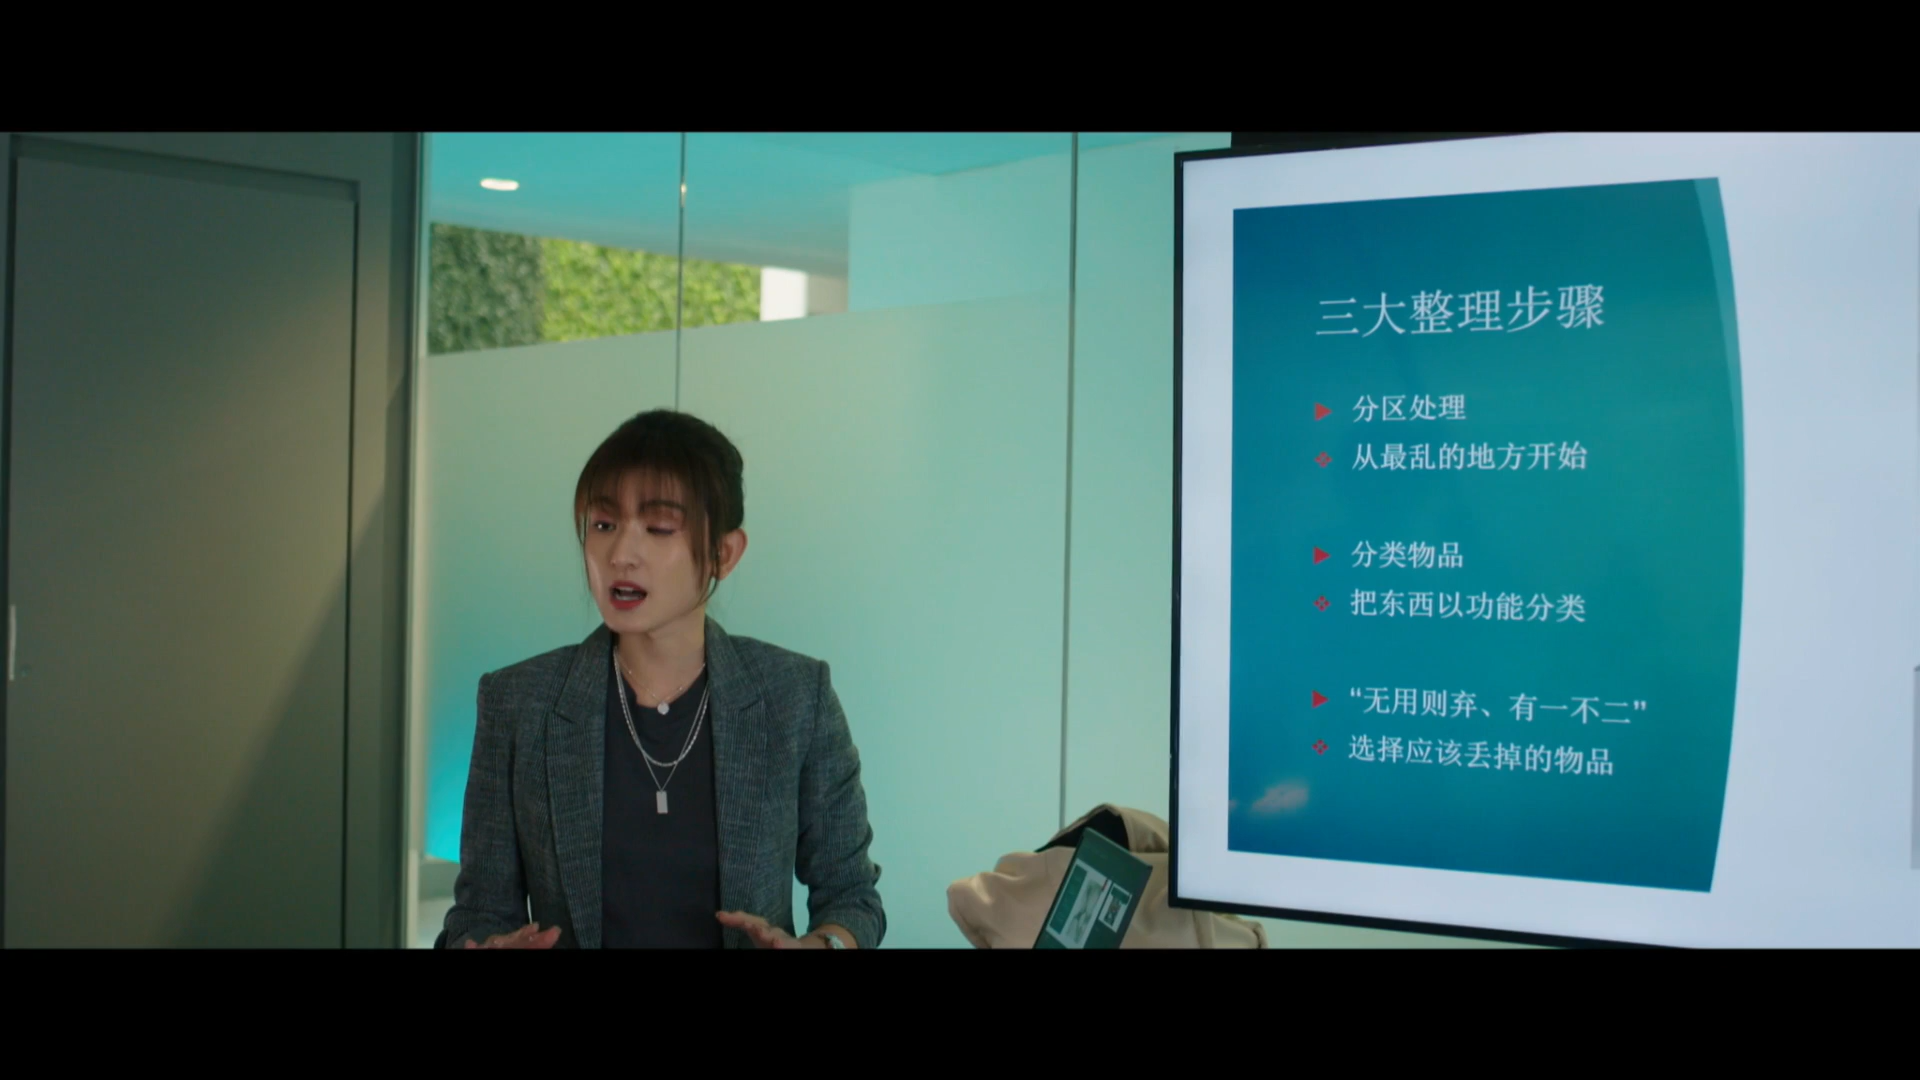 三大整理步骤
分区处理
从最乱的地方开始
分类物品
把东西以功能分类
“无用则弃、有一不二”
选择应该丢掉的物品